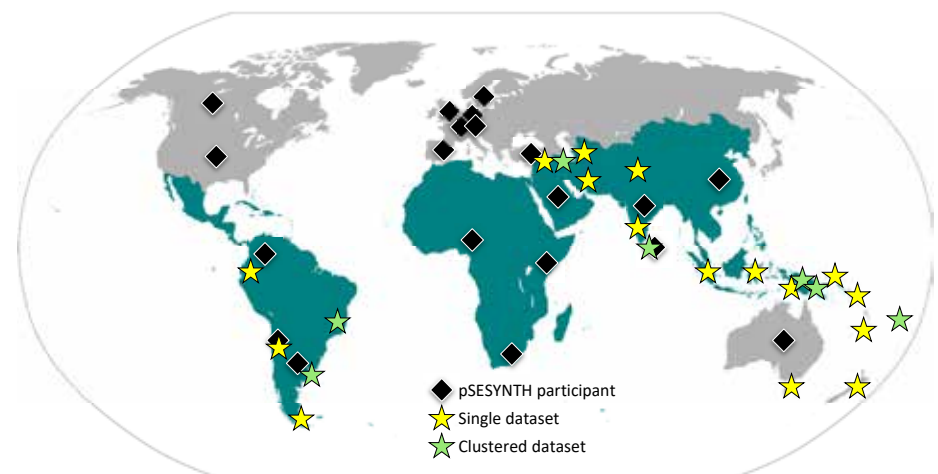 pSESYNTH participant
Single dataset
Clustered dataset